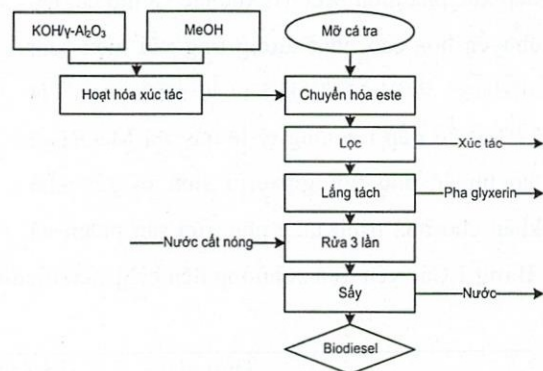 KOH/γ-Al₂O₃
MeOH
Mỡ cá tra
Hoạt hóa xúc tác
Chuyển hóa este
Lọc
Xúc tác
Lắng tách
Pha glyxerin
Nước cất nóng
Rửa 3 lần
Sấy
Nước
Biodiesel